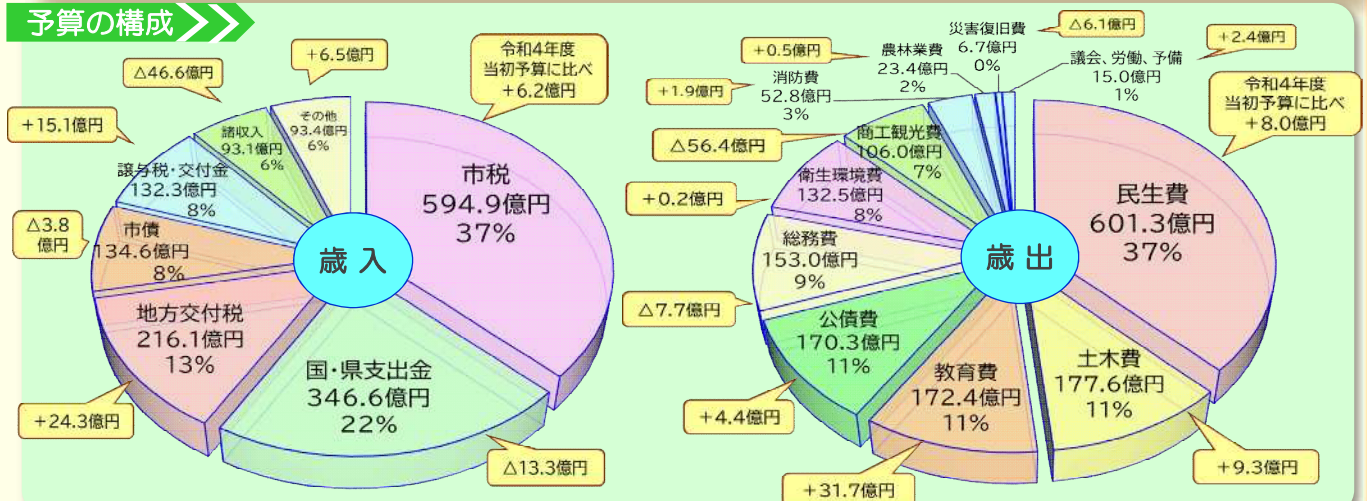 予算の構成
歳入
令和4年度
当初予算に比べ
+6.2億円
市税
594.9億円
37%
国・県支出金
346.6億円
22%
△13.3億円
地方交付税
216.1億円
13%
+24.3億円
市債
134.6億円
8%
△3.8
億円
譲与税・交付金
132.3億円
8%
+15.1億円
諸収入
93.1億円
6%
△46.6億円
その他
93.4億円
6%
+6.5億円
歳出
令和4年度
当初予算に比べ
+8.0億円
民生費
601.3億円
37%
土木費
177.6億円
11%
+9.3億円
教育費
172.4億円
11%
+31.7億円
公債費
170.3億円
11%
+4.4億円
総務費
153.0億円
9%
△7.7億円
衛生環境費
132.5億円
8%
+0.2億円
商工観光費
106.0億円
7%
△56.4億円
消防費
52.8億円
3%
+1.9億円
農林業費
23.4億円
2%
+0.5億円
災害復旧費
6.7億円
0%
△6.1億円
議会、労働、予備
15.0億円
1%
+2.4億円